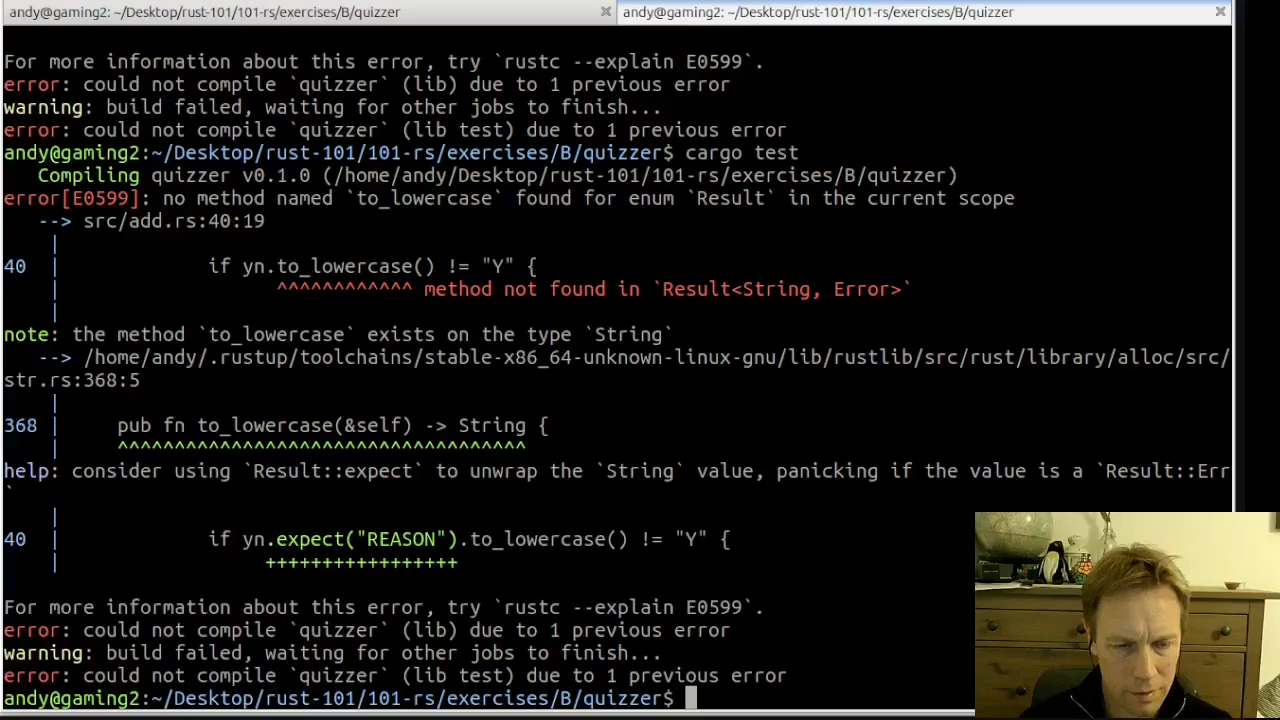 andy@gaming2: ~/Desktop/rust-101/101-rs/exercises/B/quizzer
andy@gaming2: ~/Desktop/rust-101/101-rs/exercises/B/quizzer
For more information about this error, try `rustc --explain E0599`.
error: could not compile `quizzer` (lib) due to 1 previous error
warning: build failed, waiting for other jobs to finish...
error: could not compile `quizzer` (lib test) due to 1 previous error
andy@gaming2:~/Desktop/rust-101/101-rs/exercises/B/quizzer$ cargo test
Compiling quizzer v0.1.0 (/home/andy/Desktop/rust-101/101-rs/exercises/B/quizzer)
error[E0599]: no method named `to_lowercase` found for enum `Result` in the current scope
--> src/add.rs:40:19
|
40 | if yn.to_lowercase() != "Y" {
| ^^^^^^^^^^^^ method not found in `Result<String, Error>`
|
note: the method `to_lowercase` exists on the type `String`
--> /home/andy/.rustup/toolchains/stable-x86_64-unknown-linux-gnu/lib/rustlib/src/rust/library/alloc/src/
str.rs:368:5
|
368 | pub fn to_lowercase(&self) -> String {
| ^^^^^^^^^^^^^^^^^^^^^^^^^^^^^^^^^^^^
help: consider using `Result::expect` to unwrap the `String` value, panicking if the value is a `Result::Err
`
|
40 | if yn.expect("REASON").to_lowercase() != "Y" {
| +++++++++++++++++
For more information about this error, try `rustc --explain E0599`.
error: could not compile `quizzer` (lib) due to 1 previous error
warning: build failed, waiting for other jobs to finish...
error: could not compile `quizzer` (lib test) due to 1 previous error
andy@gaming2:~/Desktop/rust-101/101-rs/exercises/B/quizzer$